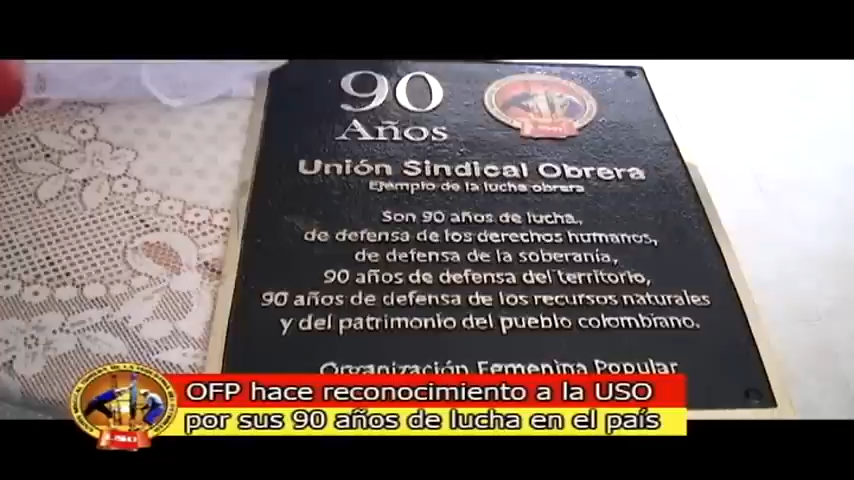 90
Años
USO
Unión Sindical Obrera
Ejemplo de la lucha obrera
Son 90 años de lucha,
de defensa de los derechos humanos,
de defensa de la soberanía,
90 años de defensa del territorio,
90 años de defensa de los recursos naturales
y del patrimonio del pueblo colombiano.
Organización Femenina Popular
OFP hace reconocimiento a la USO
por sus 90 años de lucha en el país
USO